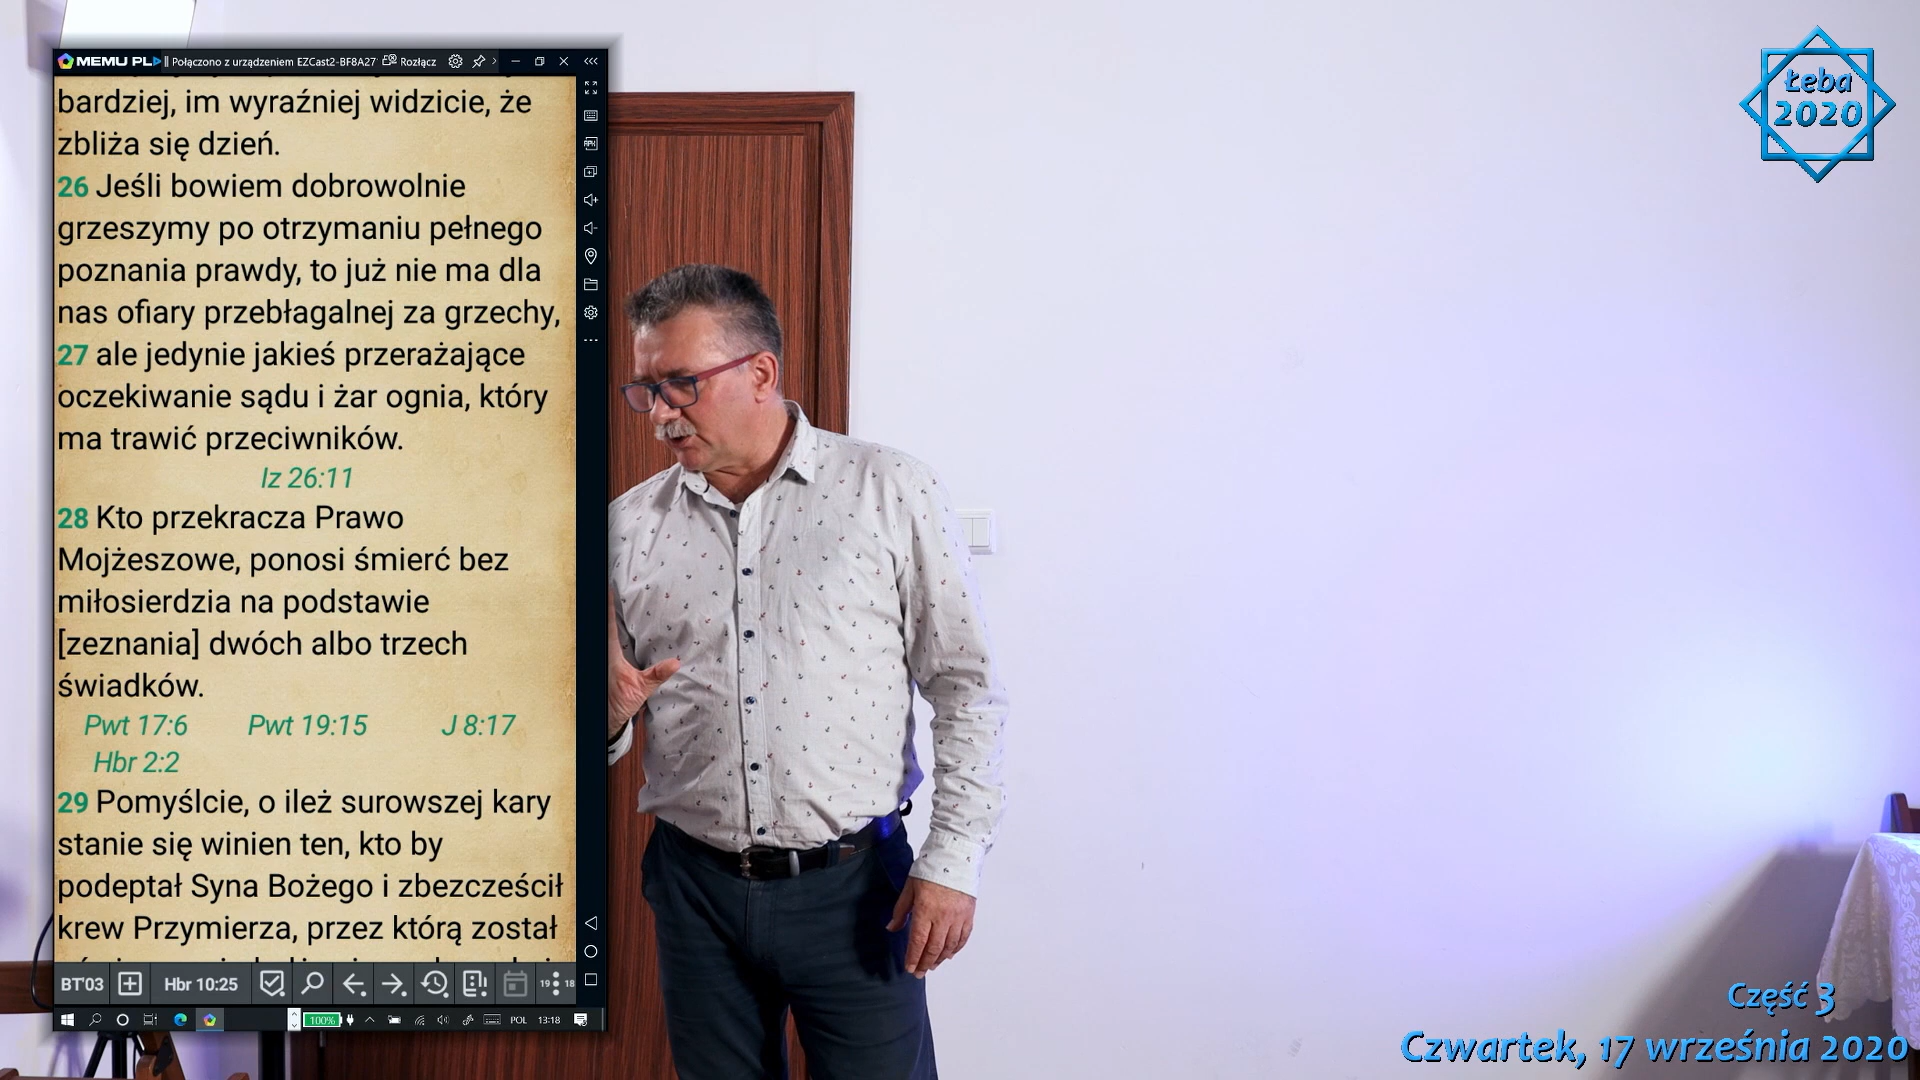 MEMU PL
Połączono z urządzeniem EZCast2-BF8A27
Rozłącz
bardziej, im wyraźniej widzicie, że
zbliża się dzień.
26 Jeśli bowiem dobrowolnie
grzeszymy po otrzymaniu pełnego
poznania prawdy, to już nie ma dla
nas ofiary przebłagalnej za grzechy,
27 ale jedynie jakieś przerażające
oczekiwanie sądu i żar ognia, który
ma trawić przeciwników.
Iz 26:11
28 Kto przekracza Prawo
Mojżeszowe, ponosi śmierć bez
miłosierdzia na podstawie
[zeznania] dwóch albo trzech
świadków.
Pwt 17:6 Pwt 19:15 J 8:17
Hbr 2:2
29 Pomyślcie, o ileż surowszej kary
stanie się winien ten, kto by
podeptał Syna Bożego i zbezcześcił
krew Przymierza, przez którą został
BT'03 Hbr 10:25 19 18
100% POL 13:18
Łeba
2020
Część 3
Czwartek, 17 września 2020